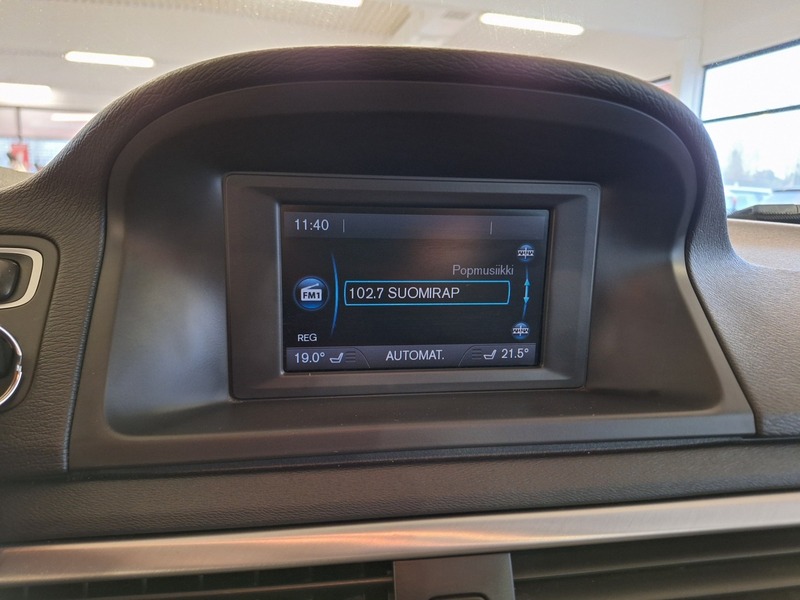 11:40
Popmusiikki
FM1
102.7 SUOMIRAP
REG
19.0° AUTOMAT. 21.5°